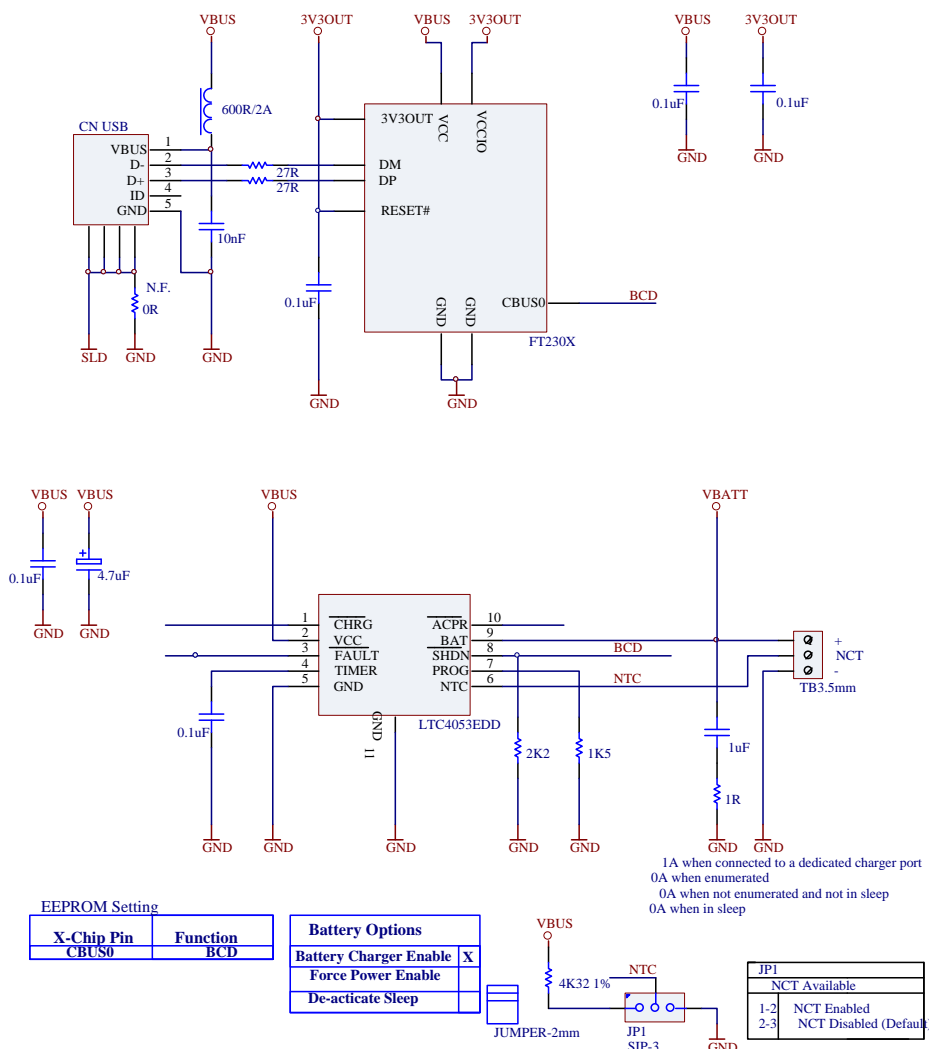 VBUS
3V3OUT
VBUS
3V3OUT
VBUS
3V3OUT
600R/2A
0.1uF
0.1uF
GND
GND
CN USB
VBUS
D-
D+
ID
GND
1
2
3
4
5
27R
27R
10nF
N.F.
0R
SLD
GND
GND
0.1uF
GND
3V3OUT
VCC
VCCIO
DM
DP
RESET#
CBUS0
GND
GND
BCD
FT230X
GND
VBUS
VBUS
VBUS
VBATT
0.1uF
4.7uF
GND
GND
1
2
3
4
5
CHRG
VCC
FAULT
TIMER
GND
ACPR
BAT
SHDN
PROG
NTC
10
9
8
7
6
GND
11
LTC4053EDD
BCD
NTC
+
NCT
-
TB3.5mm
0.1uF
2K2
1K5
1uF
1R
GND
GND
GND
GND
GND
GND
GND
1A when connected to a dedicated charger port
0A when enumerated
0A when not enumerated and not in sleep
0A when in sleep
EEPROM Setting
X-Chip Pin Function
CBUS0 BCD
Battery Options
Battery Charger Enable X
Force Power Enable
De-acticate Sleep
JUMPER-2mm
VBUS
4K32 1%
NTC
JP1
SIP-3
GND
JP1
NCT Available
1-2 NCT Enabled
2-3 NCT Disabled (Default